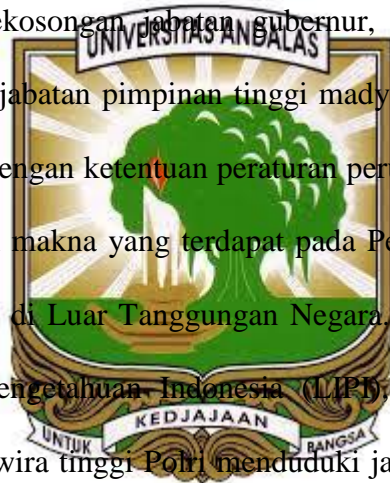 ekosongan jabatan gubernur,
UNIVERSITAS ANDALAS
jabatan pimpinan tinggi mady
engan ketentuan peraturan per
makna yang terdapat pada Pe
di Luar Tanggungan Negara.
engetahuan Indonesia (LIPI),
KEDJAJAAN
UNTUK BANGSA
wira tinggi Polri menduduki ja